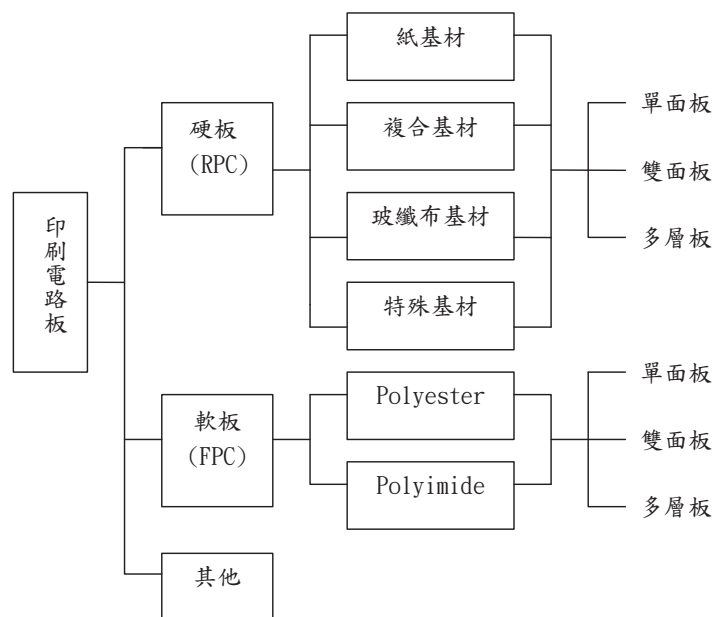 印刷電路板
硬板
(RPC)
紙基材
複合基材
玻纖布基材
特殊基材
單面板
雙面板
多層板
軟板
(FPC)
Polyester
Polyimide
單面板
雙面板
多層板
其他